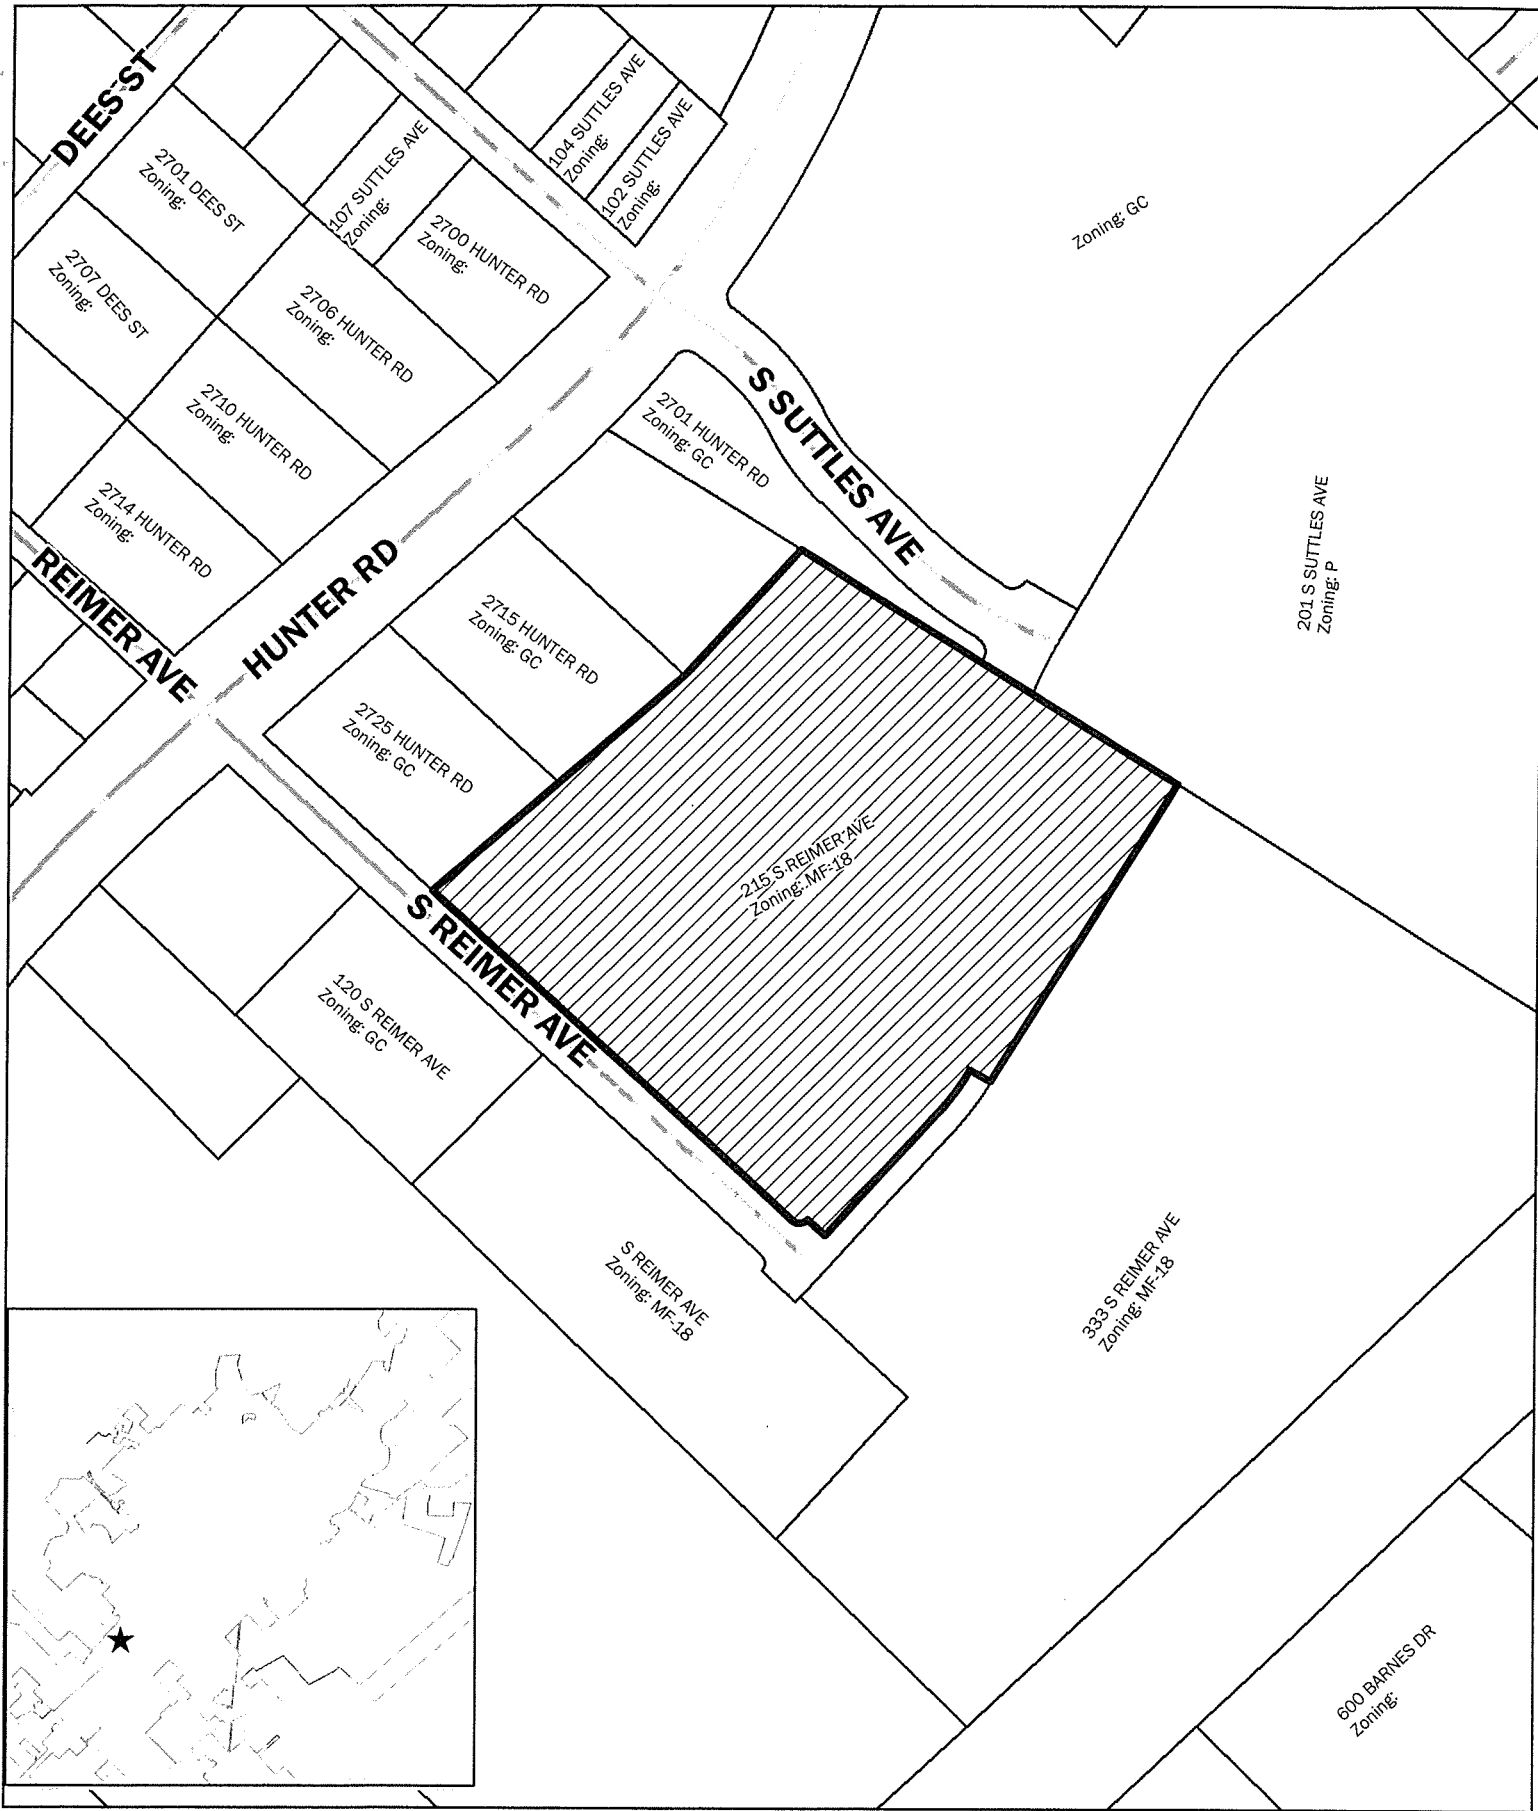 DEES ST
104 SUTTLES AVE
Zoning:
102 SUTTLES AVE
Zoning:
107 SUTTLES AVE
Zoning:
2701 DEES ST
Zoning:
2700 HUNTER RD
Zoning:
Zoning: GC
2707 DEES ST
Zoning:
2706 HUNTER RD
Zoning:
2710 HUNTER RD
Zoning:
2701 HUNTER RD
Zoning: GC
S SUTTLES AVE
2714 HUNTER RD
Zoning:
REIMER AVE
HUNTER RD
201 S SUTTLES AVE
Zoning: P
2715 HUNTER RD
Zoning: GC
2725 HUNTER RD
Zoning: GC
215 S REIMER AVE
Zoning: MF-18
S REIMER AVE
120 S REIMER AVE
Zoning: GC
S REIMER AVE
Zoning: MF-18
333 S REIMER AVE
Zoning: MF-18
600 BARNES DR
Zoning: